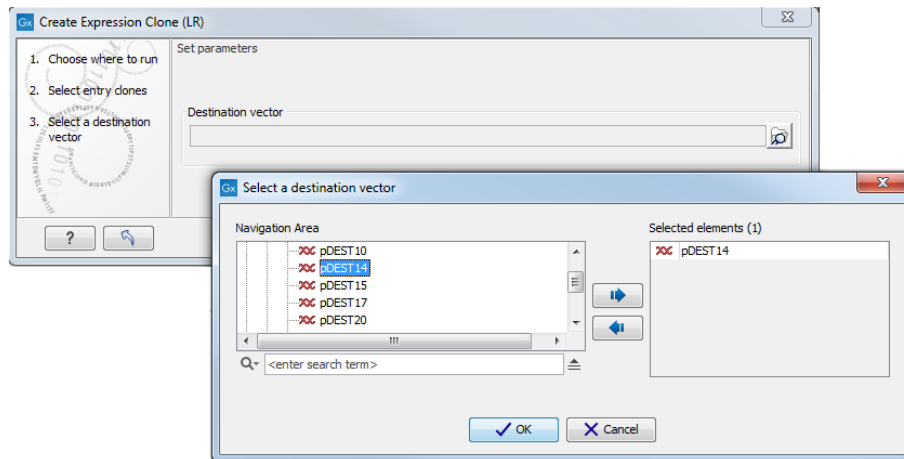 Gx Create Expression Clone (LR)
1. Choose where to run
2. Select entry clones
3. Select a destination
vector
Set parameters
Destination vector
?
Gx Select a destination vector
Navigation Area
pDEST10
pDEST14
pDEST15
pDEST17
pDEST20
<enter search term>
Selected elements (1)
pDEST14
OK
Cancel